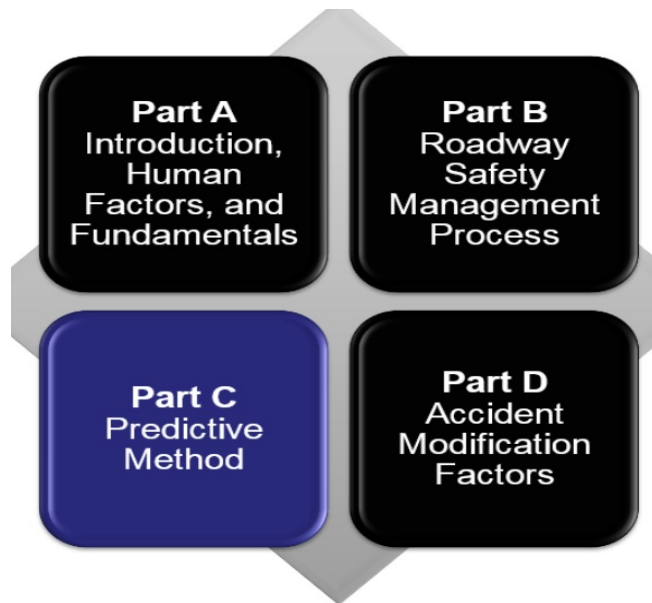 Part A
Introduction,
Human
Factors, and
Fundamentals
Part B
Roadway
Safety
Management
Process
Part C
Predictive
Method
Part D
Accident
Modification
Factors